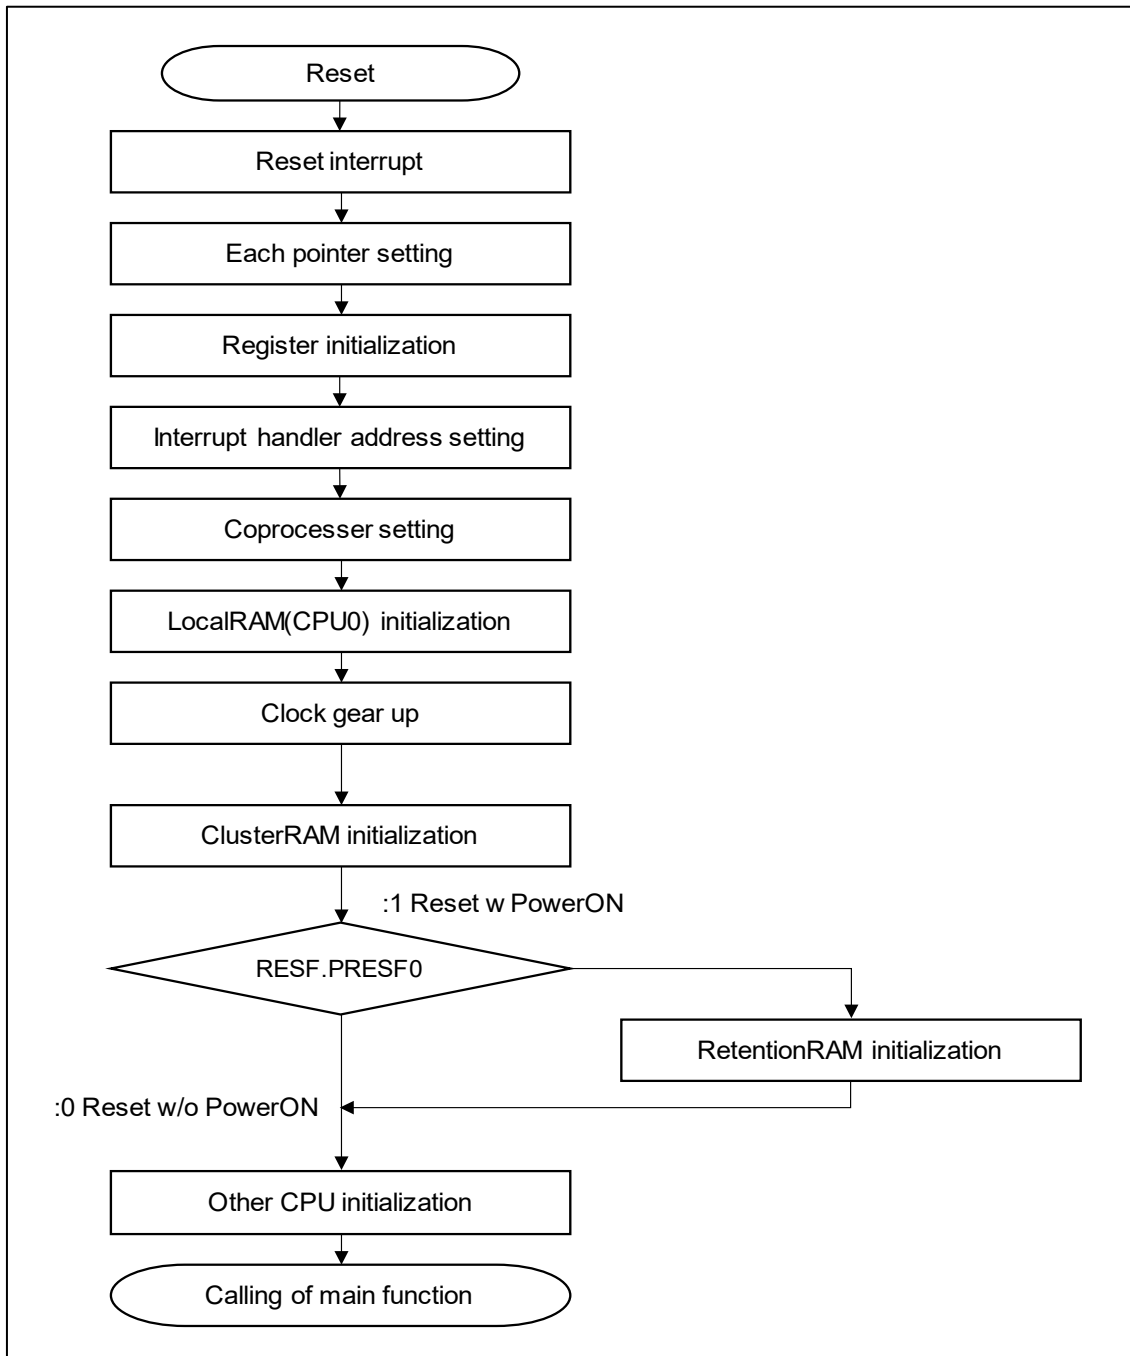 Reset
Reset interrupt
Each pointer setting
Register initialization
Interrupt handler address setting
Coprocesser setting
LocalRAM(CPU0) initialization
Clock gear up
ClusterRAM initialization
:1 Reset w PowerON
RESF.PRESF0
RetentionRAM initialization
:0 Reset w/o PowerON
Other CPU initialization
Calling of main function